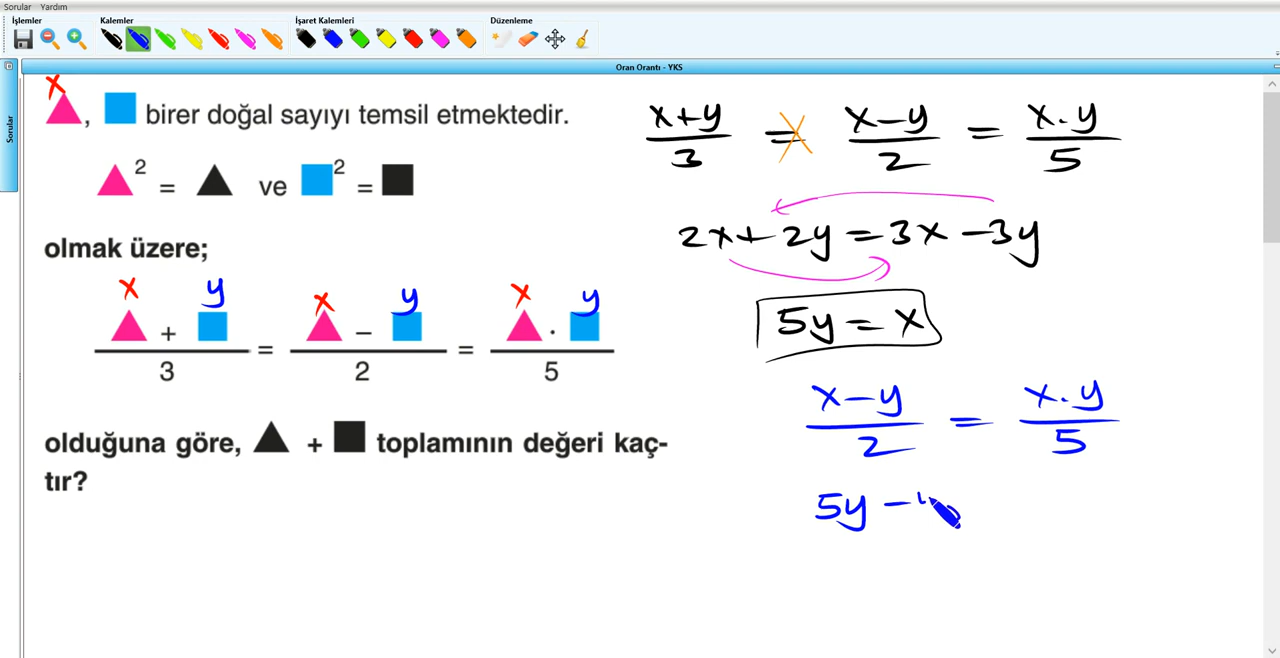 Sorular Yardım
İşlemler Kalemler İşaret Kalemleri Düzenleme
Oran Orantı - YKS
Sorular
x
, birer doğal sayıyı temsil etmektedir.
2 = ve 2 =
olmak üzere;
x y x y x y
+ − ·
= =
3 2 5
olduğuna göre, + toplamının değeri kaç-
tır?
x+y = x−y = x.y
3 2 5
2x+2y=3x−3y
5y=x
x−y = x.y
2 5
5y −